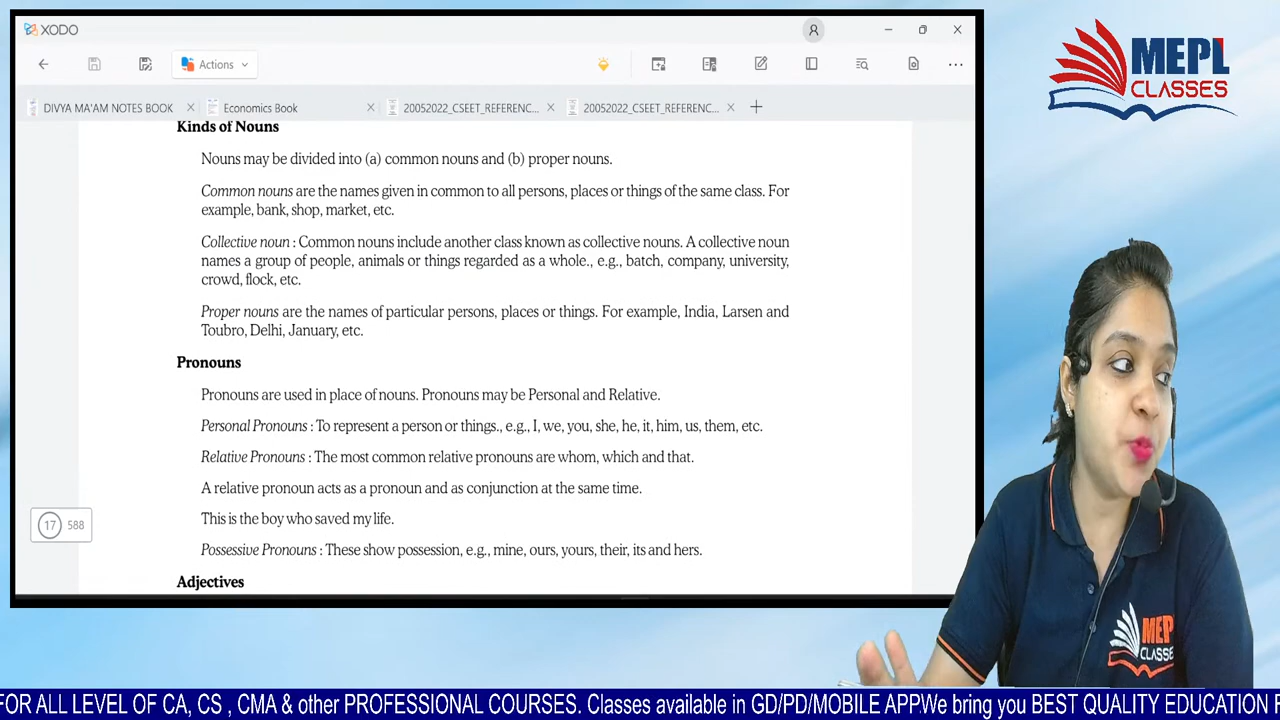 XODO
Actions
DIVYA MA'AM NOTES BOOK
Economics Book
20052022_CSEET_REFERENC...
20052022_CSEET_REFERENC...
Kinds of Nouns
Nouns may be divided into (a) common nouns and (b) proper nouns.
Common nouns are the names given in common to all persons, places or things of the same class. For
example, bank, shop, market, etc.
Collective noun : Common nouns include another class known as collective nouns. A collective noun
names a group of people, animals or things regarded as a whole., e.g., batch, company, university,
crowd, flock, etc.
Proper nouns are the names of particular persons, places or things. For example, India, Larsen and
Toubro, Delhi, January, etc.
Pronouns
Pronouns are used in place of nouns. Pronouns may be Personal and Relative.
Personal Pronouns : To represent a person or things., e.g., I, we, you, she, he, it, him, us, them, etc.
Relative Pronouns : The most common relative pronouns are whom, which and that.
A relative pronoun acts as a pronoun and as conjunction at the same time.
This is the boy who saved my life.
Possessive Pronouns : These show possession, e.g., mine, ours, yours, their, its and hers.
Adjectives
17 588
MEPL
CLASSES
MEPL
CLASSES
FOR ALL LEVEL OF CA, CS , CMA & other PROFESSIONAL COURSES. Classes available in GD/PD/MOBILE APPWe bring you BEST QUALITY EDUCATION